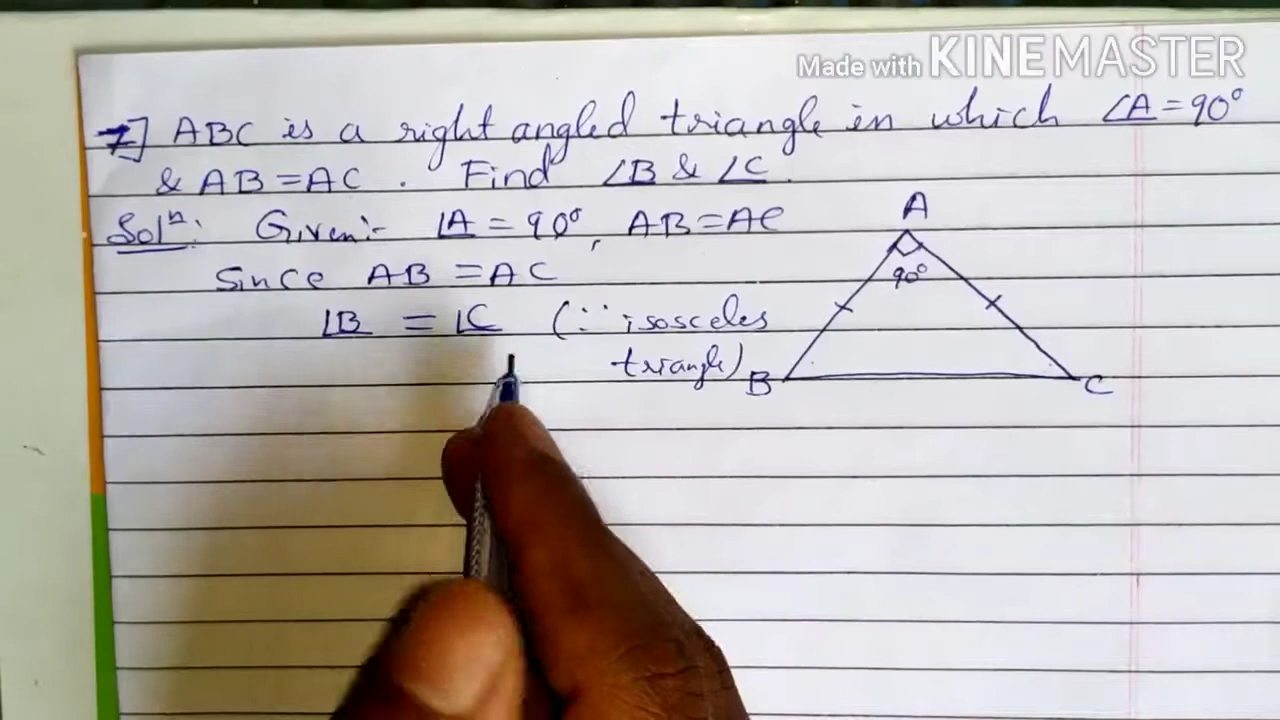 Made with KINEMASTER
7] ABC is a right angled triangle in which ∠A = 90°
& AB = AC . Find ∠B & ∠C.
Solⁿ: Given:- ∠A = 90°, AB = AC
Since AB = AC
∠B = ∠C (∵ isosceles
triangle)
A
90°
B
C